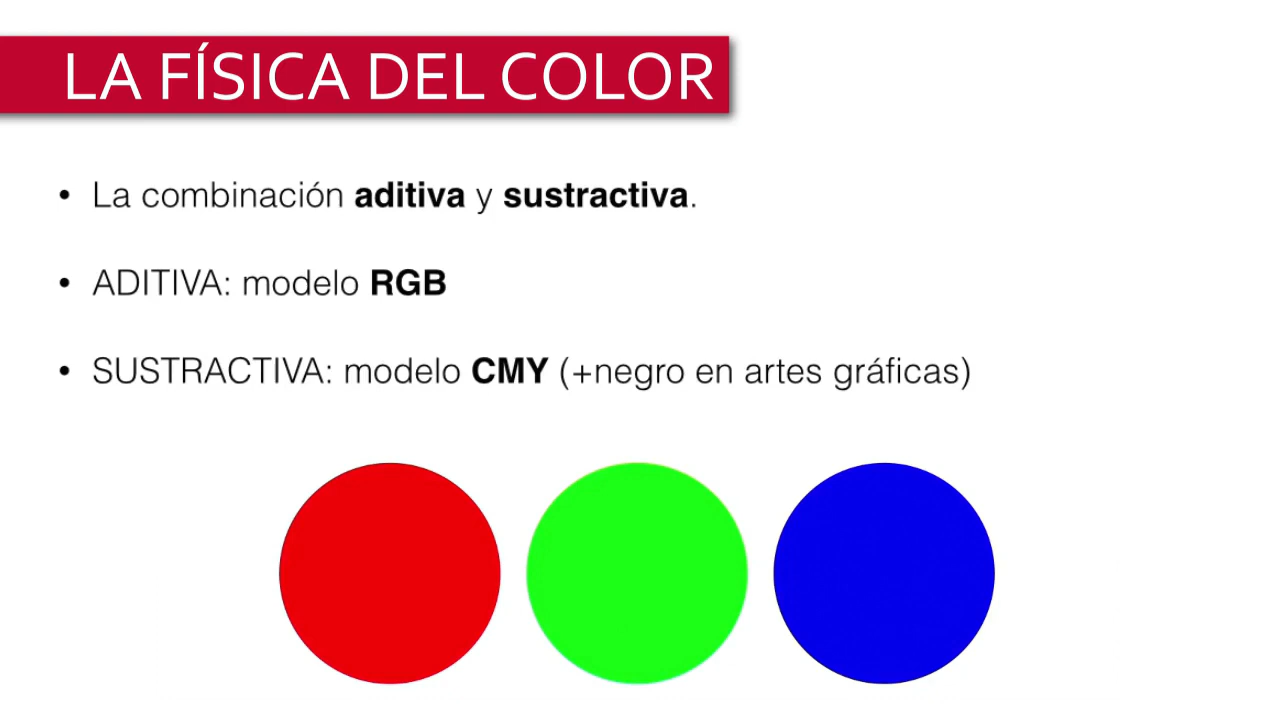 LA FÍSICA DEL COLOR
• La combinación aditiva y sustractiva.
• ADITIVA: modelo RGB
• SUSTRACTIVA: modelo CMY (+negro en artes gráficas)